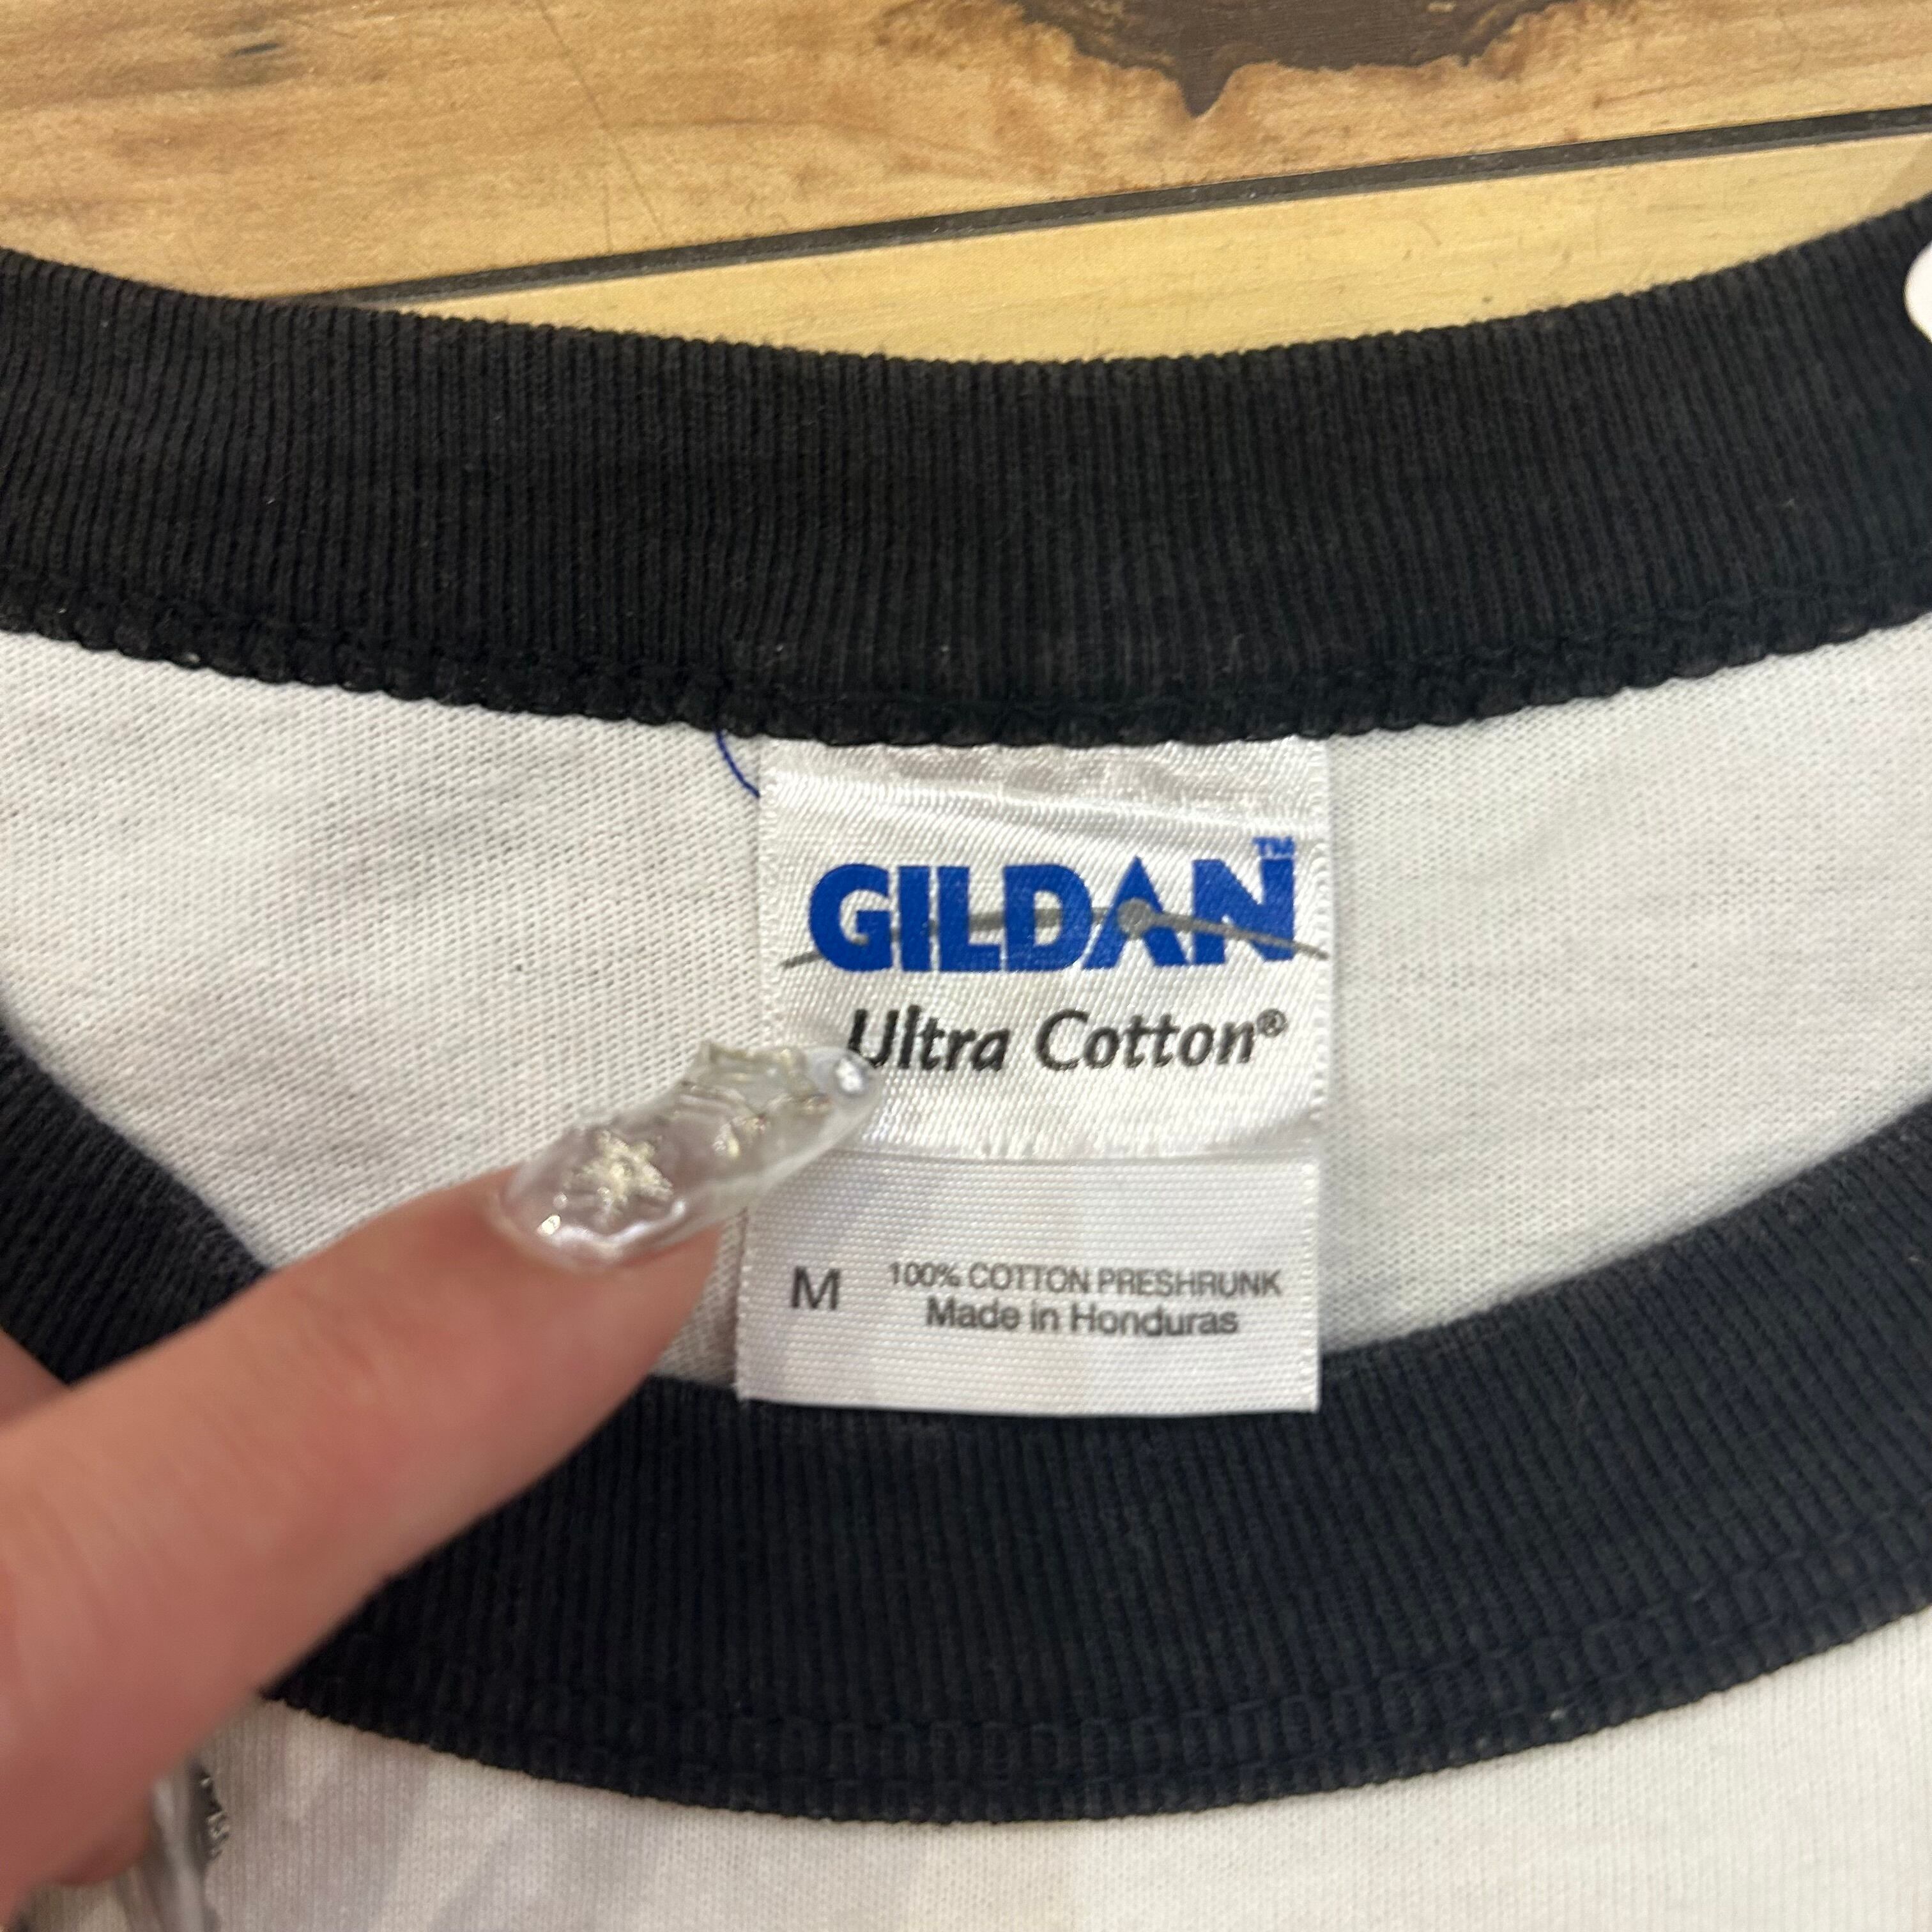 GILDAN™
Ultra Cotton®
M 100% COTTON PRESHRUNK
Made in Honduras